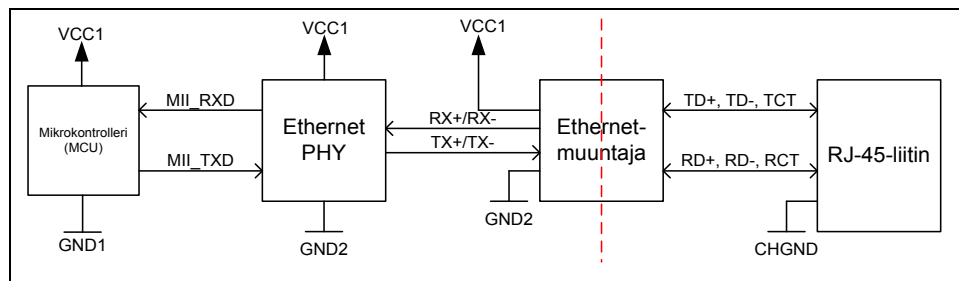 VCC1
VCC1
VCC1
Mikrokontrolleri
(MCU)
MII_RXD
MII_TXD
Ethernet
PHY
RX+/RX-
TX+/TX-
Ethernet-
muuntaja
TD+, TD-, TCT
RD+, RD-, RCT
RJ-45-liitin
GND1
GND2
GND2
CHGND